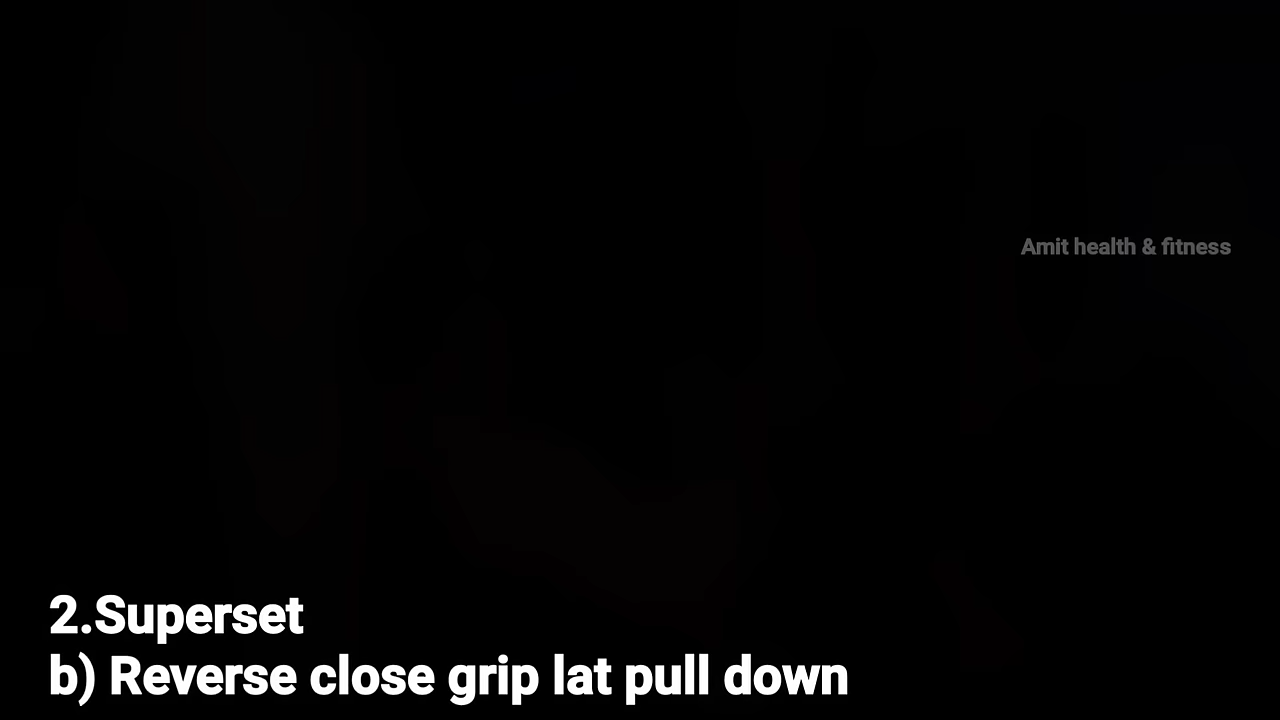 Amit health & fitness
2.Superset
b) Reverse close grip lat pull down